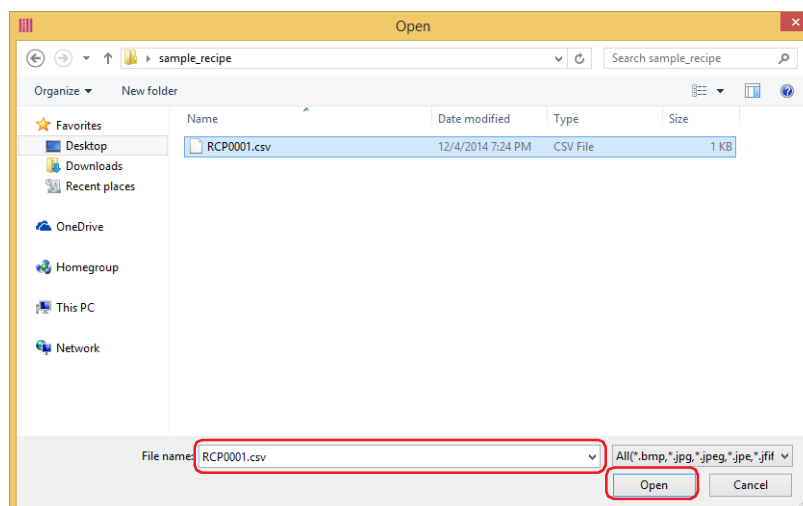 Open
sample_recipe
Search sample_recipe
Organize
New folder
Name Date modified Type Size
Favorites
Desktop
Downloads
Recent places
OneDrive
Homegroup
This PC
Network
RCP0001.csv 12/4/2014 7:24 PM CSV File 1 KB
File name: RCP0001.csv
All(*.bmp,*.jpg,*.jpeg,*.jpe,*.jfif
Open
Cancel